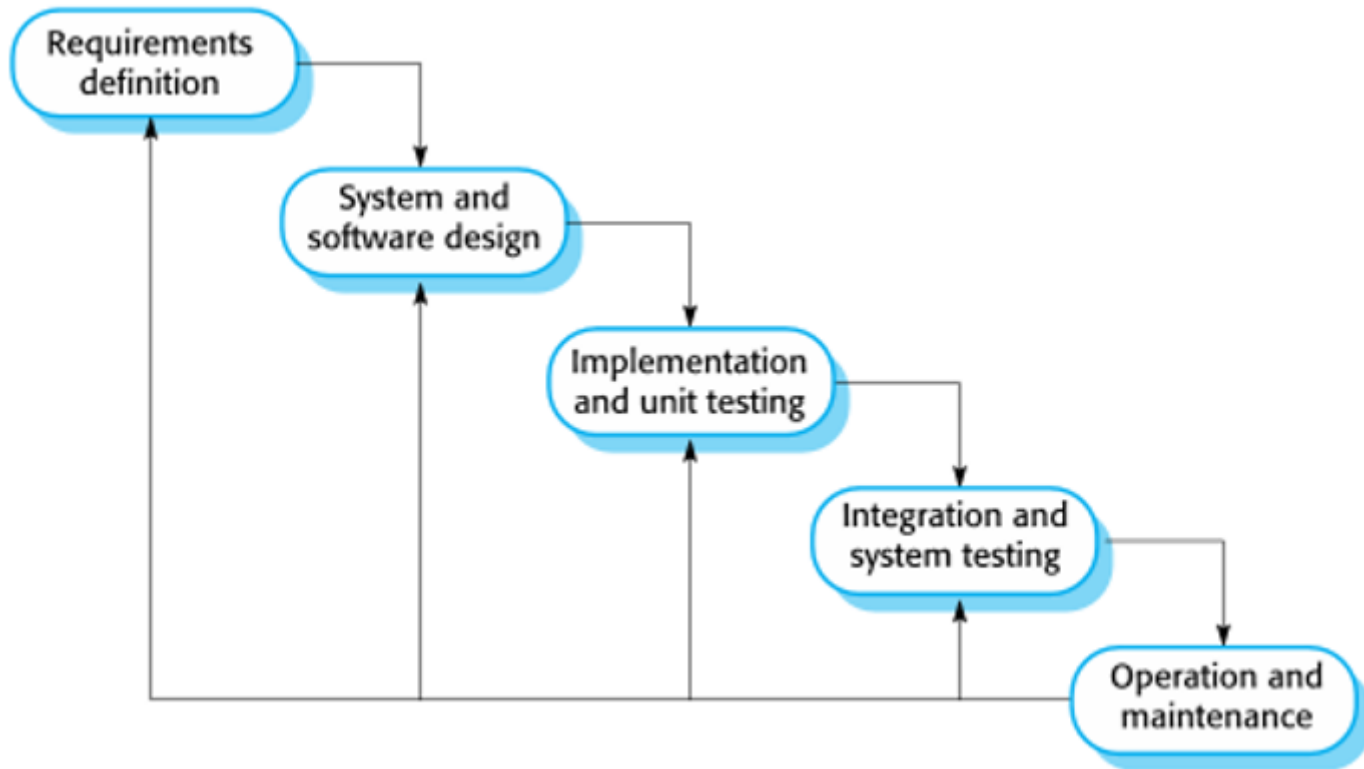 Requirements
definition
System and
software design
Implementation
and unit testing
Integration and
system testing
Operation and
maintenance